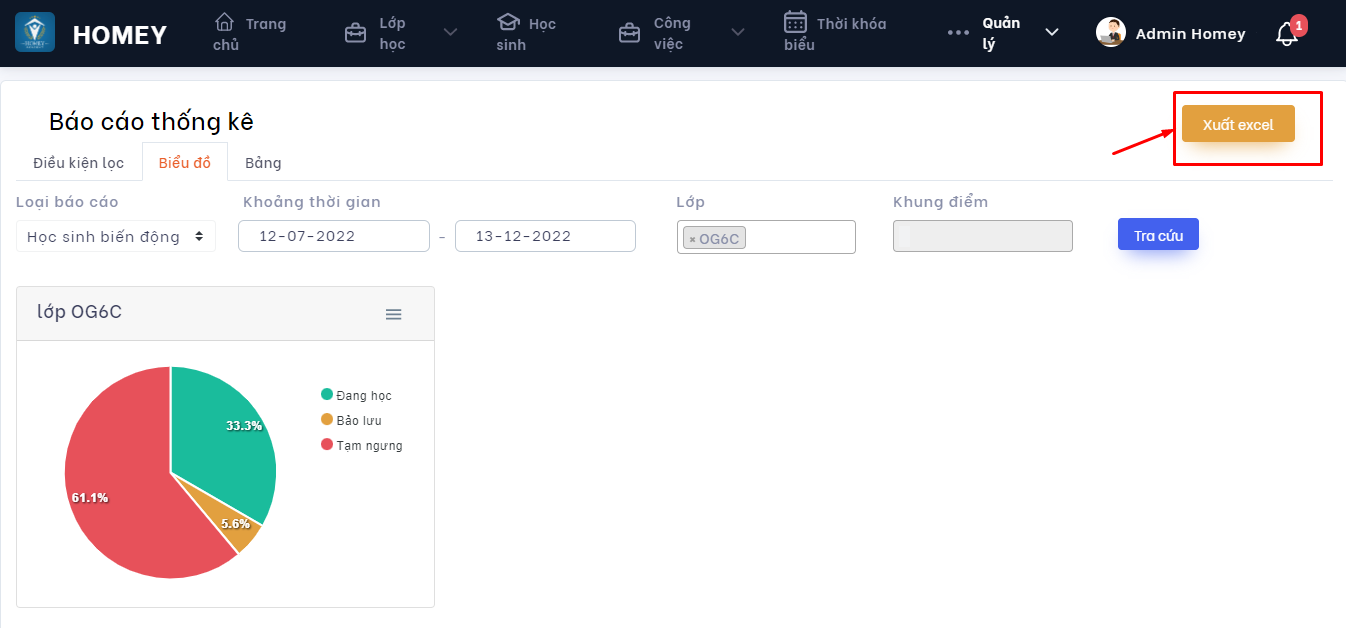 HOMEY
Trang
chủ
Lớp
học
Học
sinh
Công
việc
Thời khóa
biểu
Quản
lý
Admin Homey
1
Báo cáo thống kê
Xuất excel
Điều kiện lọc
Biểu đồ
Bảng
Loại báo cáo
Khoảng thời gian
Lớp
Khung điểm
Học sinh biến động
12-07-2022
-
13-12-2022
× OG6C
Tra cứu
lớp OG6C
Đang học
Bảo lưu
Tạm ngưng
33.3%
61.1%
5.6%